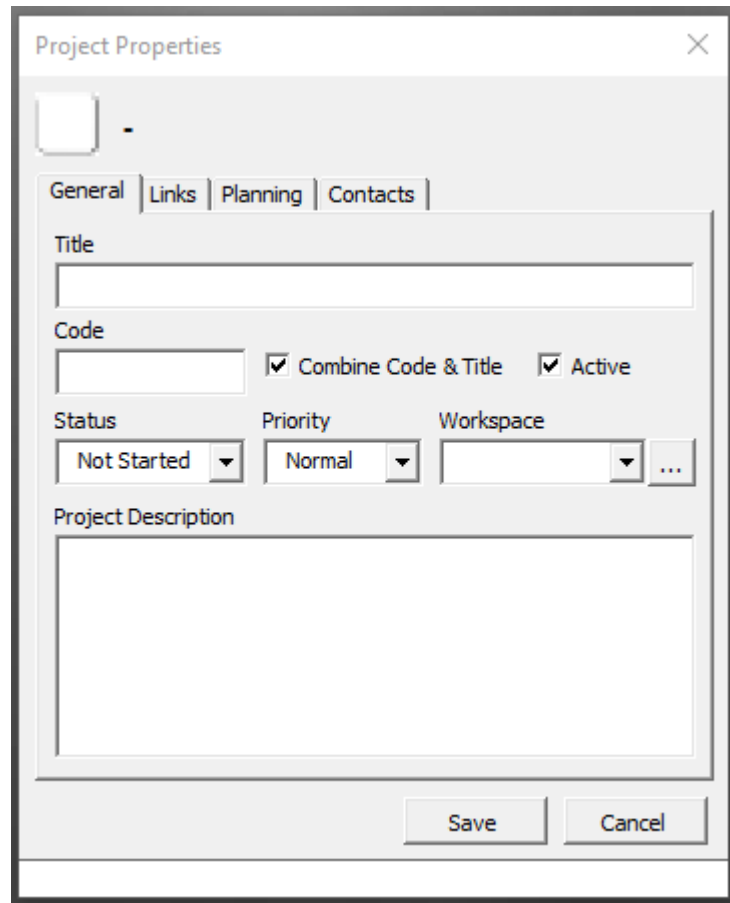 Project Properties
-
General Links Planning Contacts
Title
Code
Combine Code & Title Active
Status Priority Workspace
Not Started Normal ...
Project Description
Save Cancel